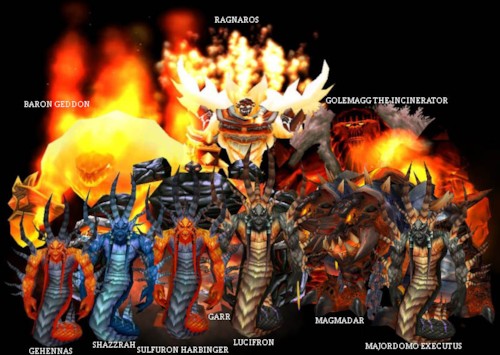 RAGNAROS
BARON GEDDON
GOLEMAGG THE INCINERATOR
GARR
MAGMADAR
GEHENNAS
SHAZZRAH
SULFURON HARBINGER
LUCIFRON
MAJORDOMO EXECUTUS